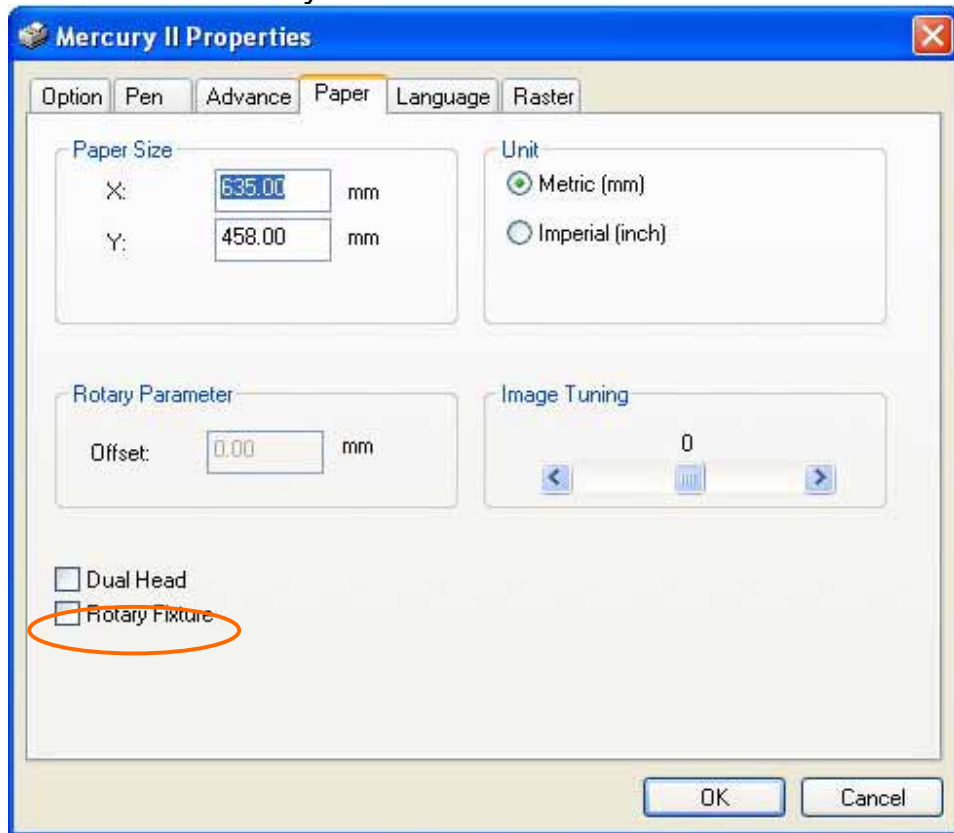 Mercury II Properties
Option Pen Advance Paper Language Raster
Paper Size
X: 635.00 mm
Y: 458.00 mm
Unit
Metric (mm)
Imperial (inch)
Rotary Parameter
Offset: 0.00 mm
Image Tuning
0
Dual Head
Rotary Fixture
OK Cancel